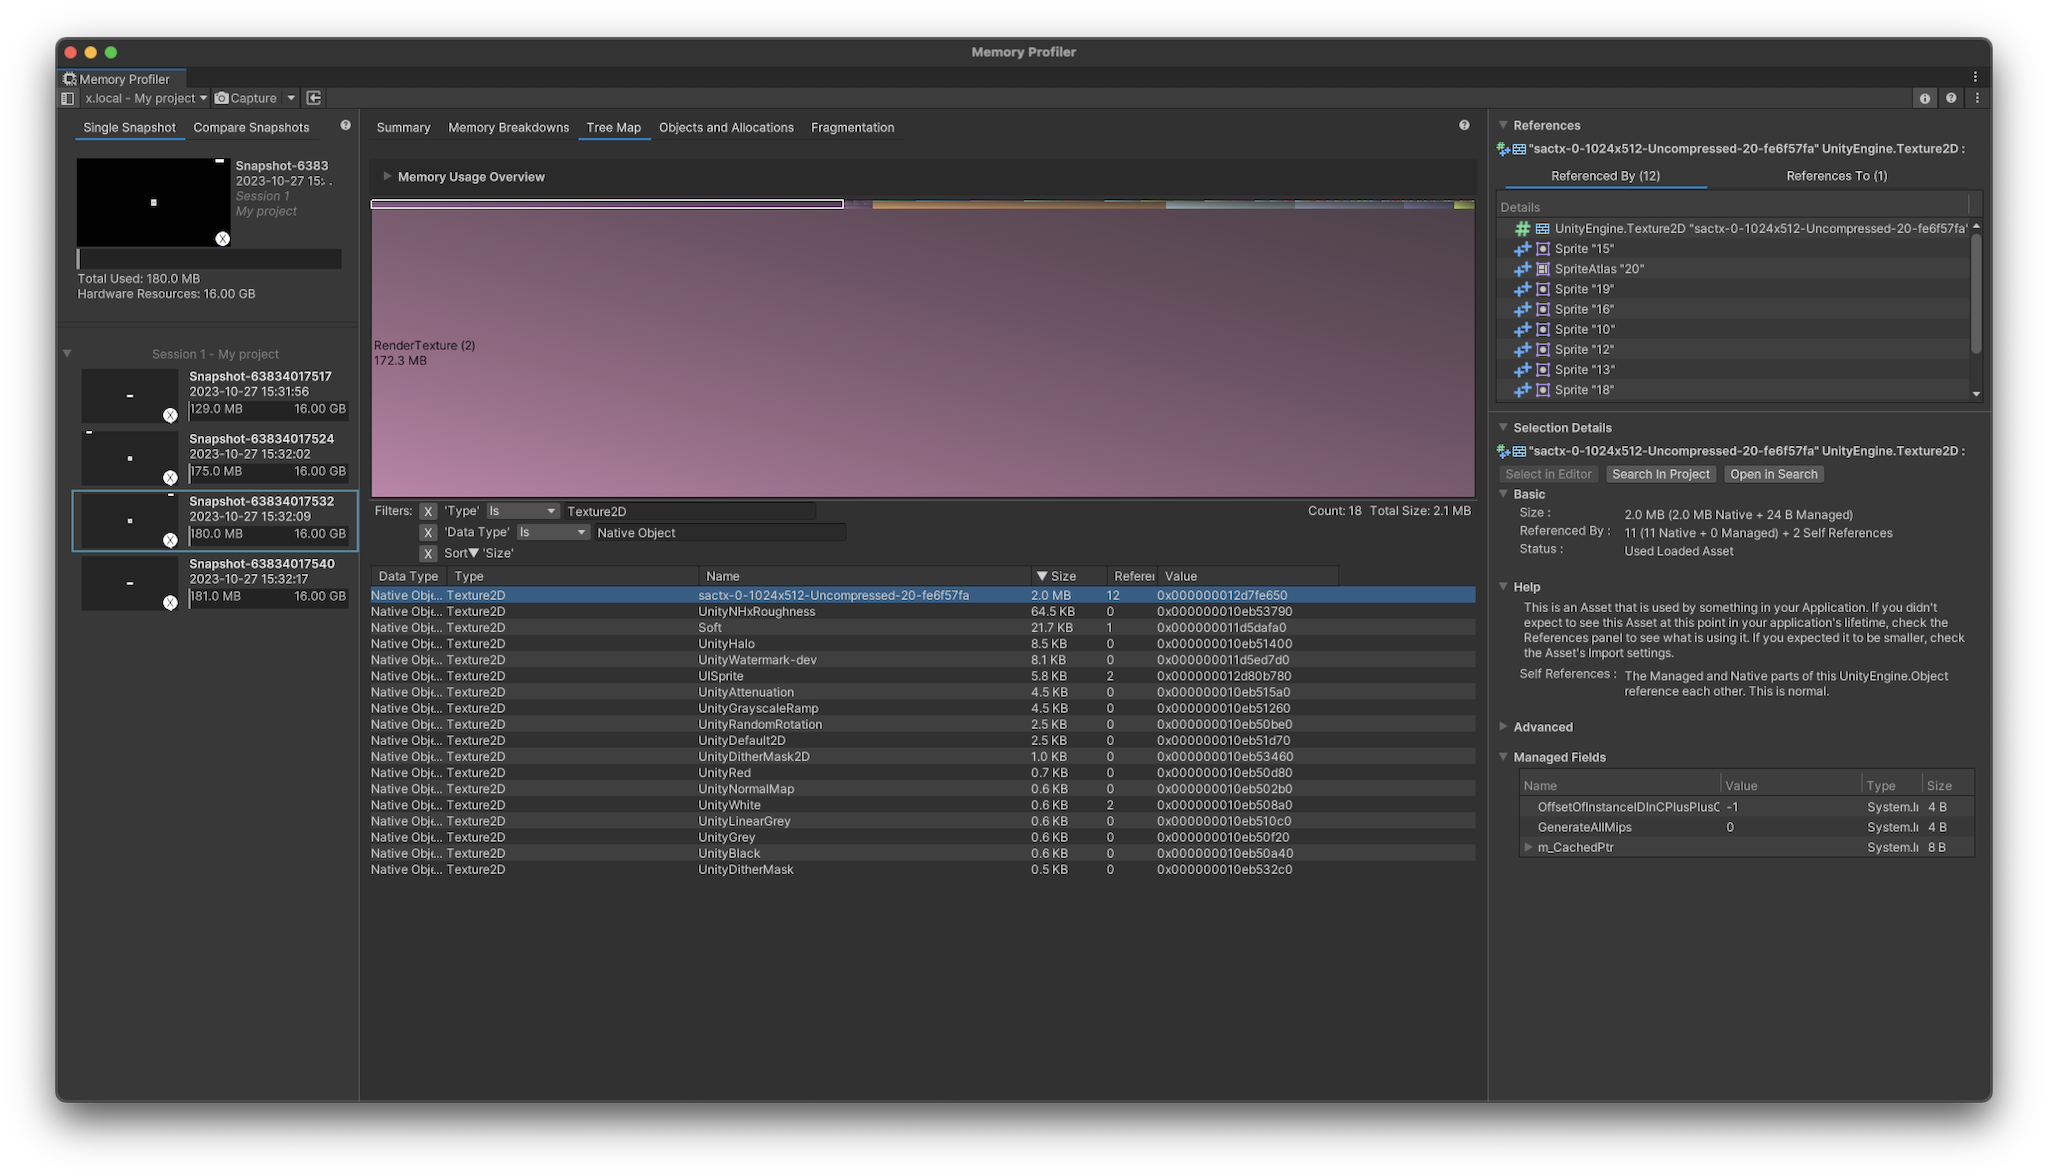 Memory Profiler
Memory Profiler
x.local - My project
Capture
Single Snapshot
Compare Snapshots
Snapshot-6383
2023-10-27 15:
Session 1
My project
Total Used: 180.0 MB
Hardware Resources: 16.00 GB
Session 1 - My project
Snapshot-63834017517
2023-10-27 15:31:56
129.0 MB 16.00 GB
Snapshot-63834017524
2023-10-27 15:32:02
175.0 MB 16.00 GB
Snapshot-63834017532
2023-10-27 15:32:09
180.0 MB 16.00 GB
Snapshot-63834017540
2023-10-27 15:32:17
181.0 MB 16.00 GB
Summary Memory Breakdowns Tree Map Objects and Allocations Fragmentation
Memory Usage Overview
RenderTexture (2)
172.3 MB
Filters: X 'Type' Is Texture2D Count: 18 Total Size: 2.1 MB
X 'Data Type' Is Native Object
X Sort▼ 'Size'
Data Type Type Name ▼ Size Referei Value
Native Obje... Texture2D sactx-0-1024x512-Uncompressed-20-fe6f57fa 2.0 MB 12 0x000000012d7fe650
Native Obje... Texture2D UnityNHxRoughness 64.5 KB 0 0x000000010eb53790
Native Obje... Texture2D Soft 21.7 KB 1 0x000000011d5dafa0
Native Obje... Texture2D UnityHalo 8.5 KB 0 0x000000010eb51400
Native Obje... Texture2D UnityWatermark-dev 8.1 KB 0 0x000000011d5ed7d0
Native Obje... Texture2D UISprite 5.8 KB 2 0x000000012d80b780
Native Obje... Texture2D UnityAttenuation 4.5 KB 0 0x000000010eb515a0
Native Obje... Texture2D UnityGrayscaleRamp 4.5 KB 0 0x000000010eb51260
Native Obje... Texture2D UnityRandomRotation 2.5 KB 0 0x000000010eb50be0
Native Obje... Texture2D UnityDefault2D 2.5 KB 0 0x000000010eb51d70
Native Obje... Texture2D UnityDitherMask2D 1.0 KB 0 0x000000010eb53460
Native Obje... Texture2D UnityRed 0.7 KB 0 0x000000010eb50d80
Native Obje... Texture2D UnityNormalMap 0.6 KB 0 0x000000010eb502b0
Native Obje... Texture2D UnityWhite 0.6 KB 2 0x000000010eb508a0
Native Obje... Texture2D UnityLinearGrey 0.6 KB 0 0x000000010eb510c0
Native Obje... Texture2D UnityGrey 0.6 KB 0 0x000000010eb50f20
Native Obje... Texture2D UnityBlack 0.6 KB 0 0x000000010eb50a40
Native Obje... Texture2D UnityDitherMask 0.5 KB 0 0x000000010eb532c0
References
"sactx-0-1024x512-Uncompressed-20-fe6f57fa" UnityEngine.Texture2D :
Referenced By (12) References To (1)
Details
UnityEngine.Texture2D "sactx-0-1024x512-Uncompressed-20-fe6f57fa"
Sprite "15"
SpriteAtlas "20"
Sprite "19"
Sprite "16"
Sprite "10"
Sprite "12"
Sprite "13"
Sprite "18"
Selection Details
"sactx-0-1024x512-Uncompressed-20-fe6f57fa" UnityEngine.Texture2D :
Select in Editor Search In Project Open in Search
Basic
Size : 2.0 MB (2.0 MB Native + 24 B Managed)
Referenced By : 11 (11 Native + 0 Managed) + 2 Self References
Status : Used Loaded Asset
Help
This is an Asset that is used by something in your Application. If you didn't
expect to see this Asset at this point in your application's lifetime, check the
References panel to see what is using it. If you expected it to be smaller, check
the Asset's Import settings.
Self References : The Managed and Native parts of this UnityEngine.Object
reference each other. This is normal.
Advanced
Managed Fields
Name Value Type Size
OffsetOfInstanceIDInCPlusPlusC -1 System.I 4 B
GenerateAllMips 0 System.I 4 B
m_CachedPtr System.I 8 B